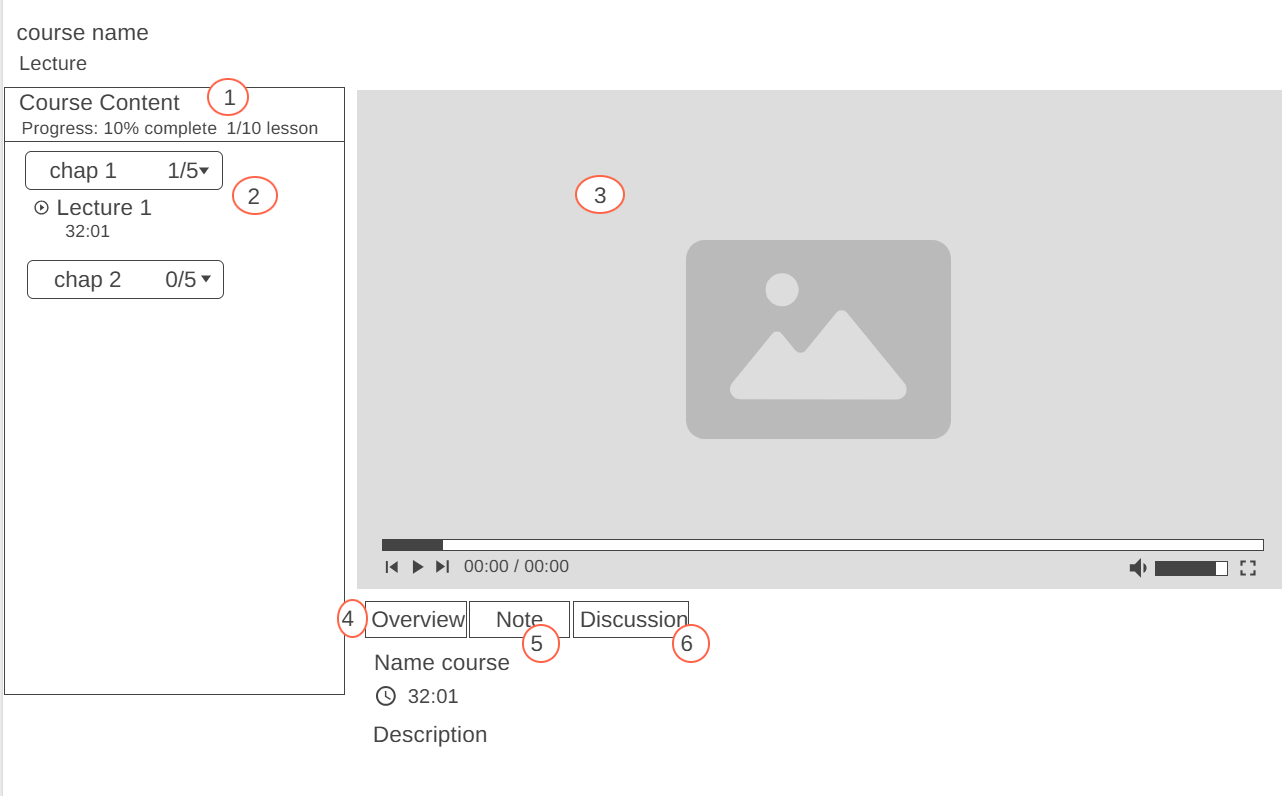 course name
Lecture
Course Content 1
Progress: 10% complete 1/10 lesson
chap 1 1/5
2
Lecture 1
32:01
chap 2 0/5
3
00:00 / 00:00
4 Overview Note Discussion
5 6
Name course
32:01
Description